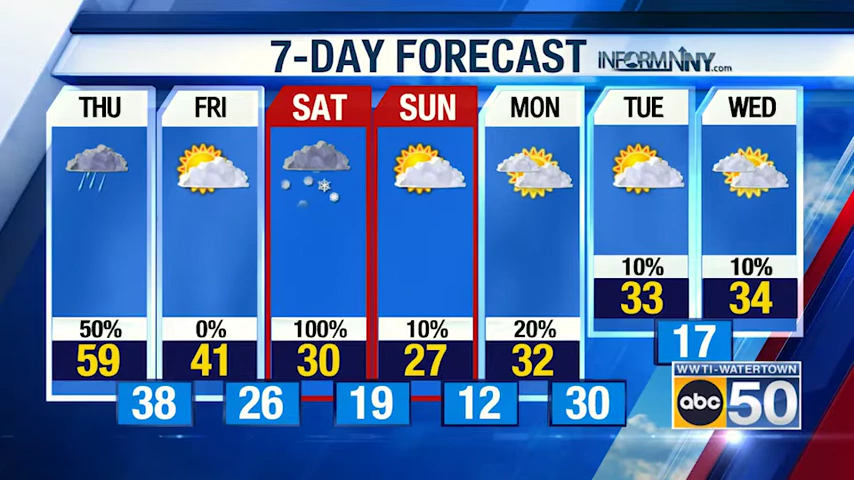 7-DAY FORECAST INFORMNNY.com
THU FRI SAT SUN MON TUE WED
10% 10%
33 34
50% 0% 100% 10% 20%
59 41 30 27 32
17
38 26 19 12 30
WWTI-WATERTOWN
abc 50